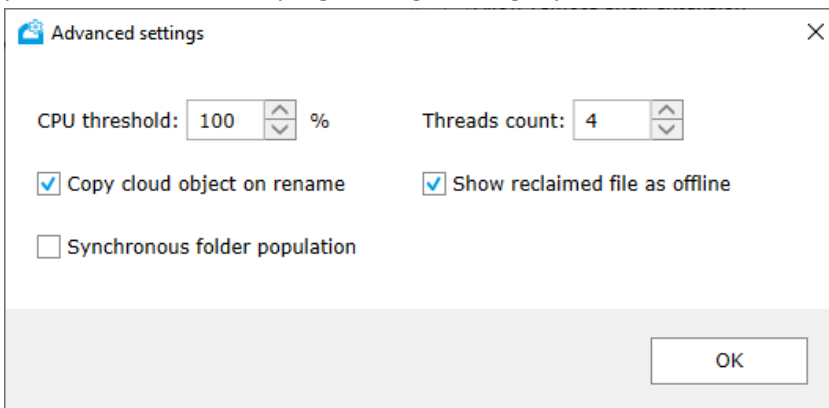 Advanced settings
CPU threshold: 100 % Threads count: 4
Copy cloud object on rename Show reclaimed file as offline
Synchronous folder population
OK